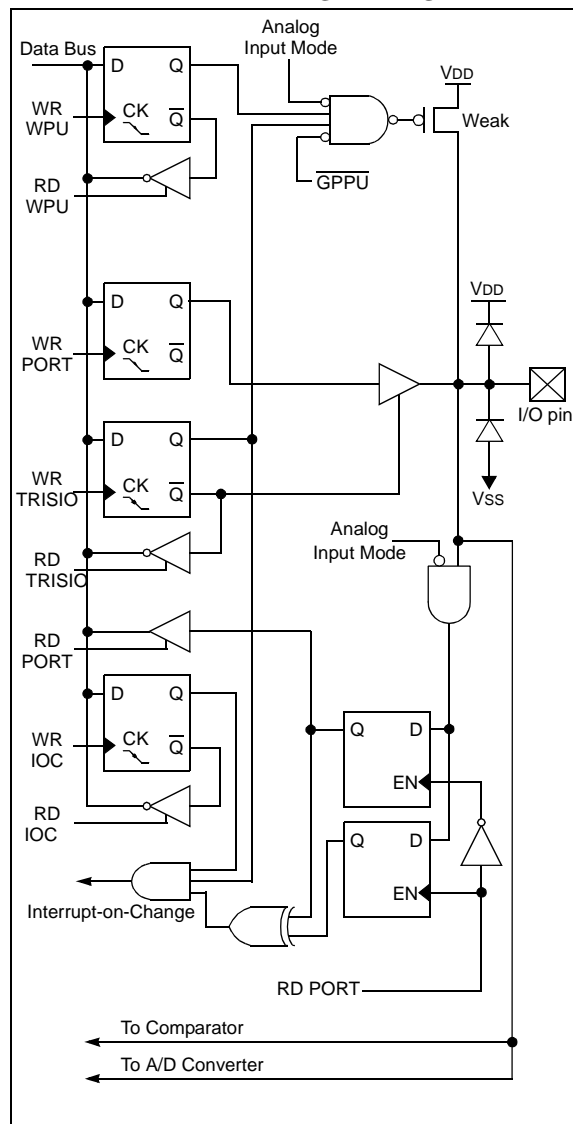 Analog
Input Mode
Data Bus
D Q
VDD
WR
WPU
CK
Q
Weak
RD
WPU
GPPU
D Q
VDD
WR
PORT
CK
Q
I/O pin
D Q
WR
TRISIO
CK
Q
VSS
Analog
Input Mode
RD
TRISIO
RD
PORT
D Q
Q D
WR
IOC
CK
Q
EN
RD
IOC
Q D
EN
Interrupt-on-Change
RD PORT
To Comparator
To A/D Converter